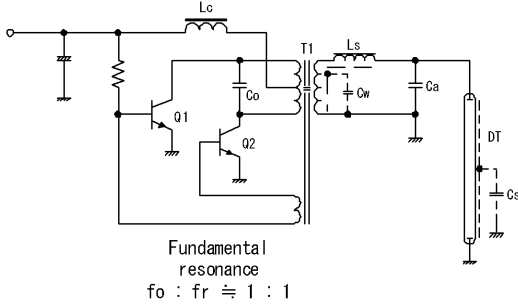 Lc
T1
Ls
Co
Cw
Ca
Q1
Q2
DT
Cs
Fundamental
resonance
fo : fr ≒ 1 : 1